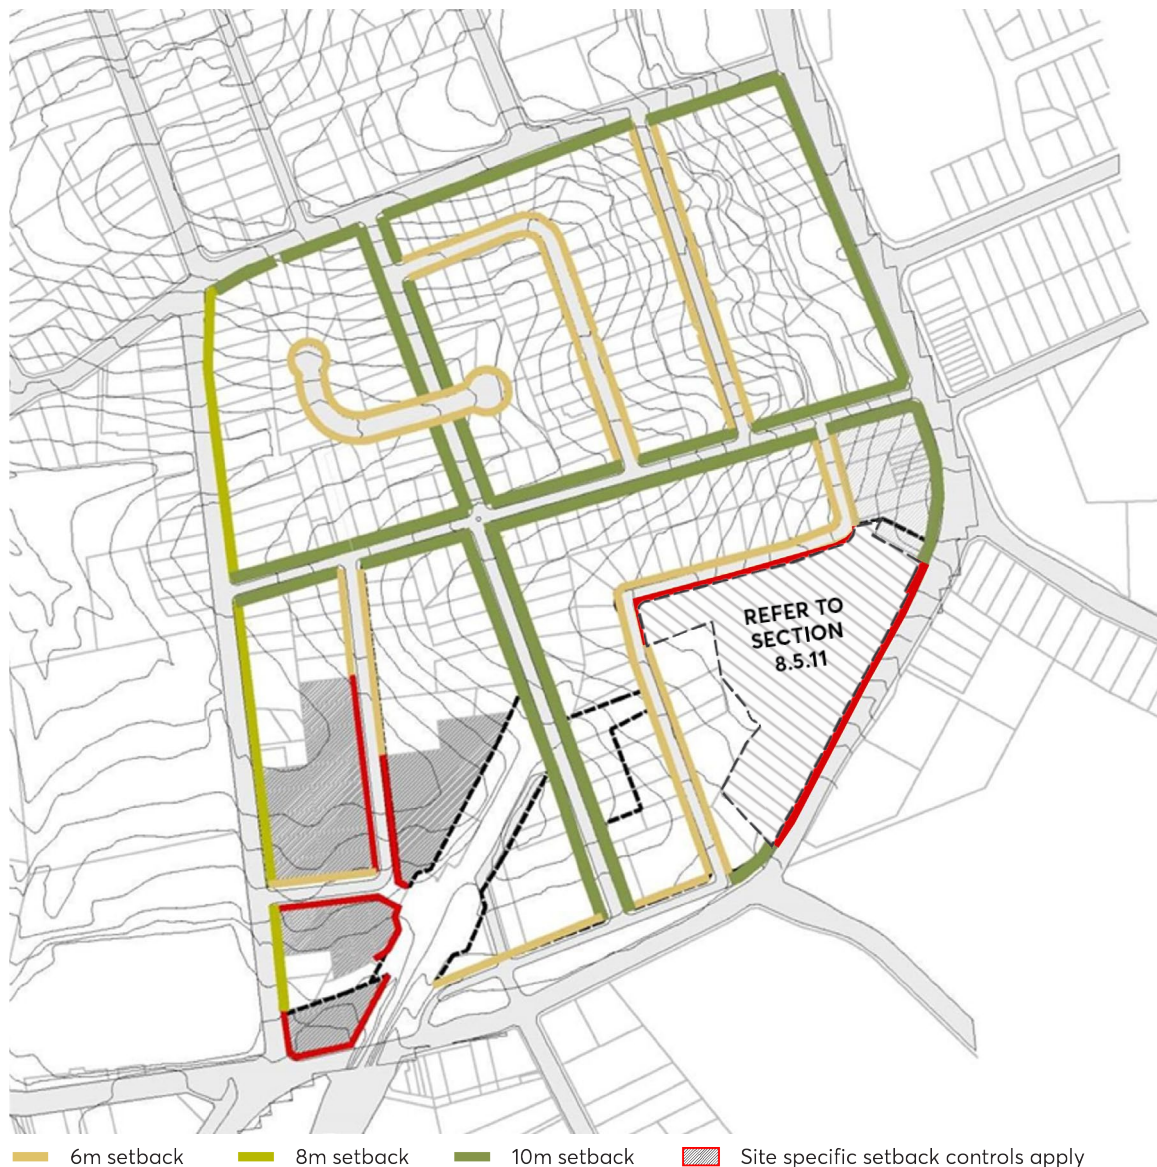 REFER TO
SECTION
8.5.11
6m setback
8m setback
10m setback
Site specific setback controls apply